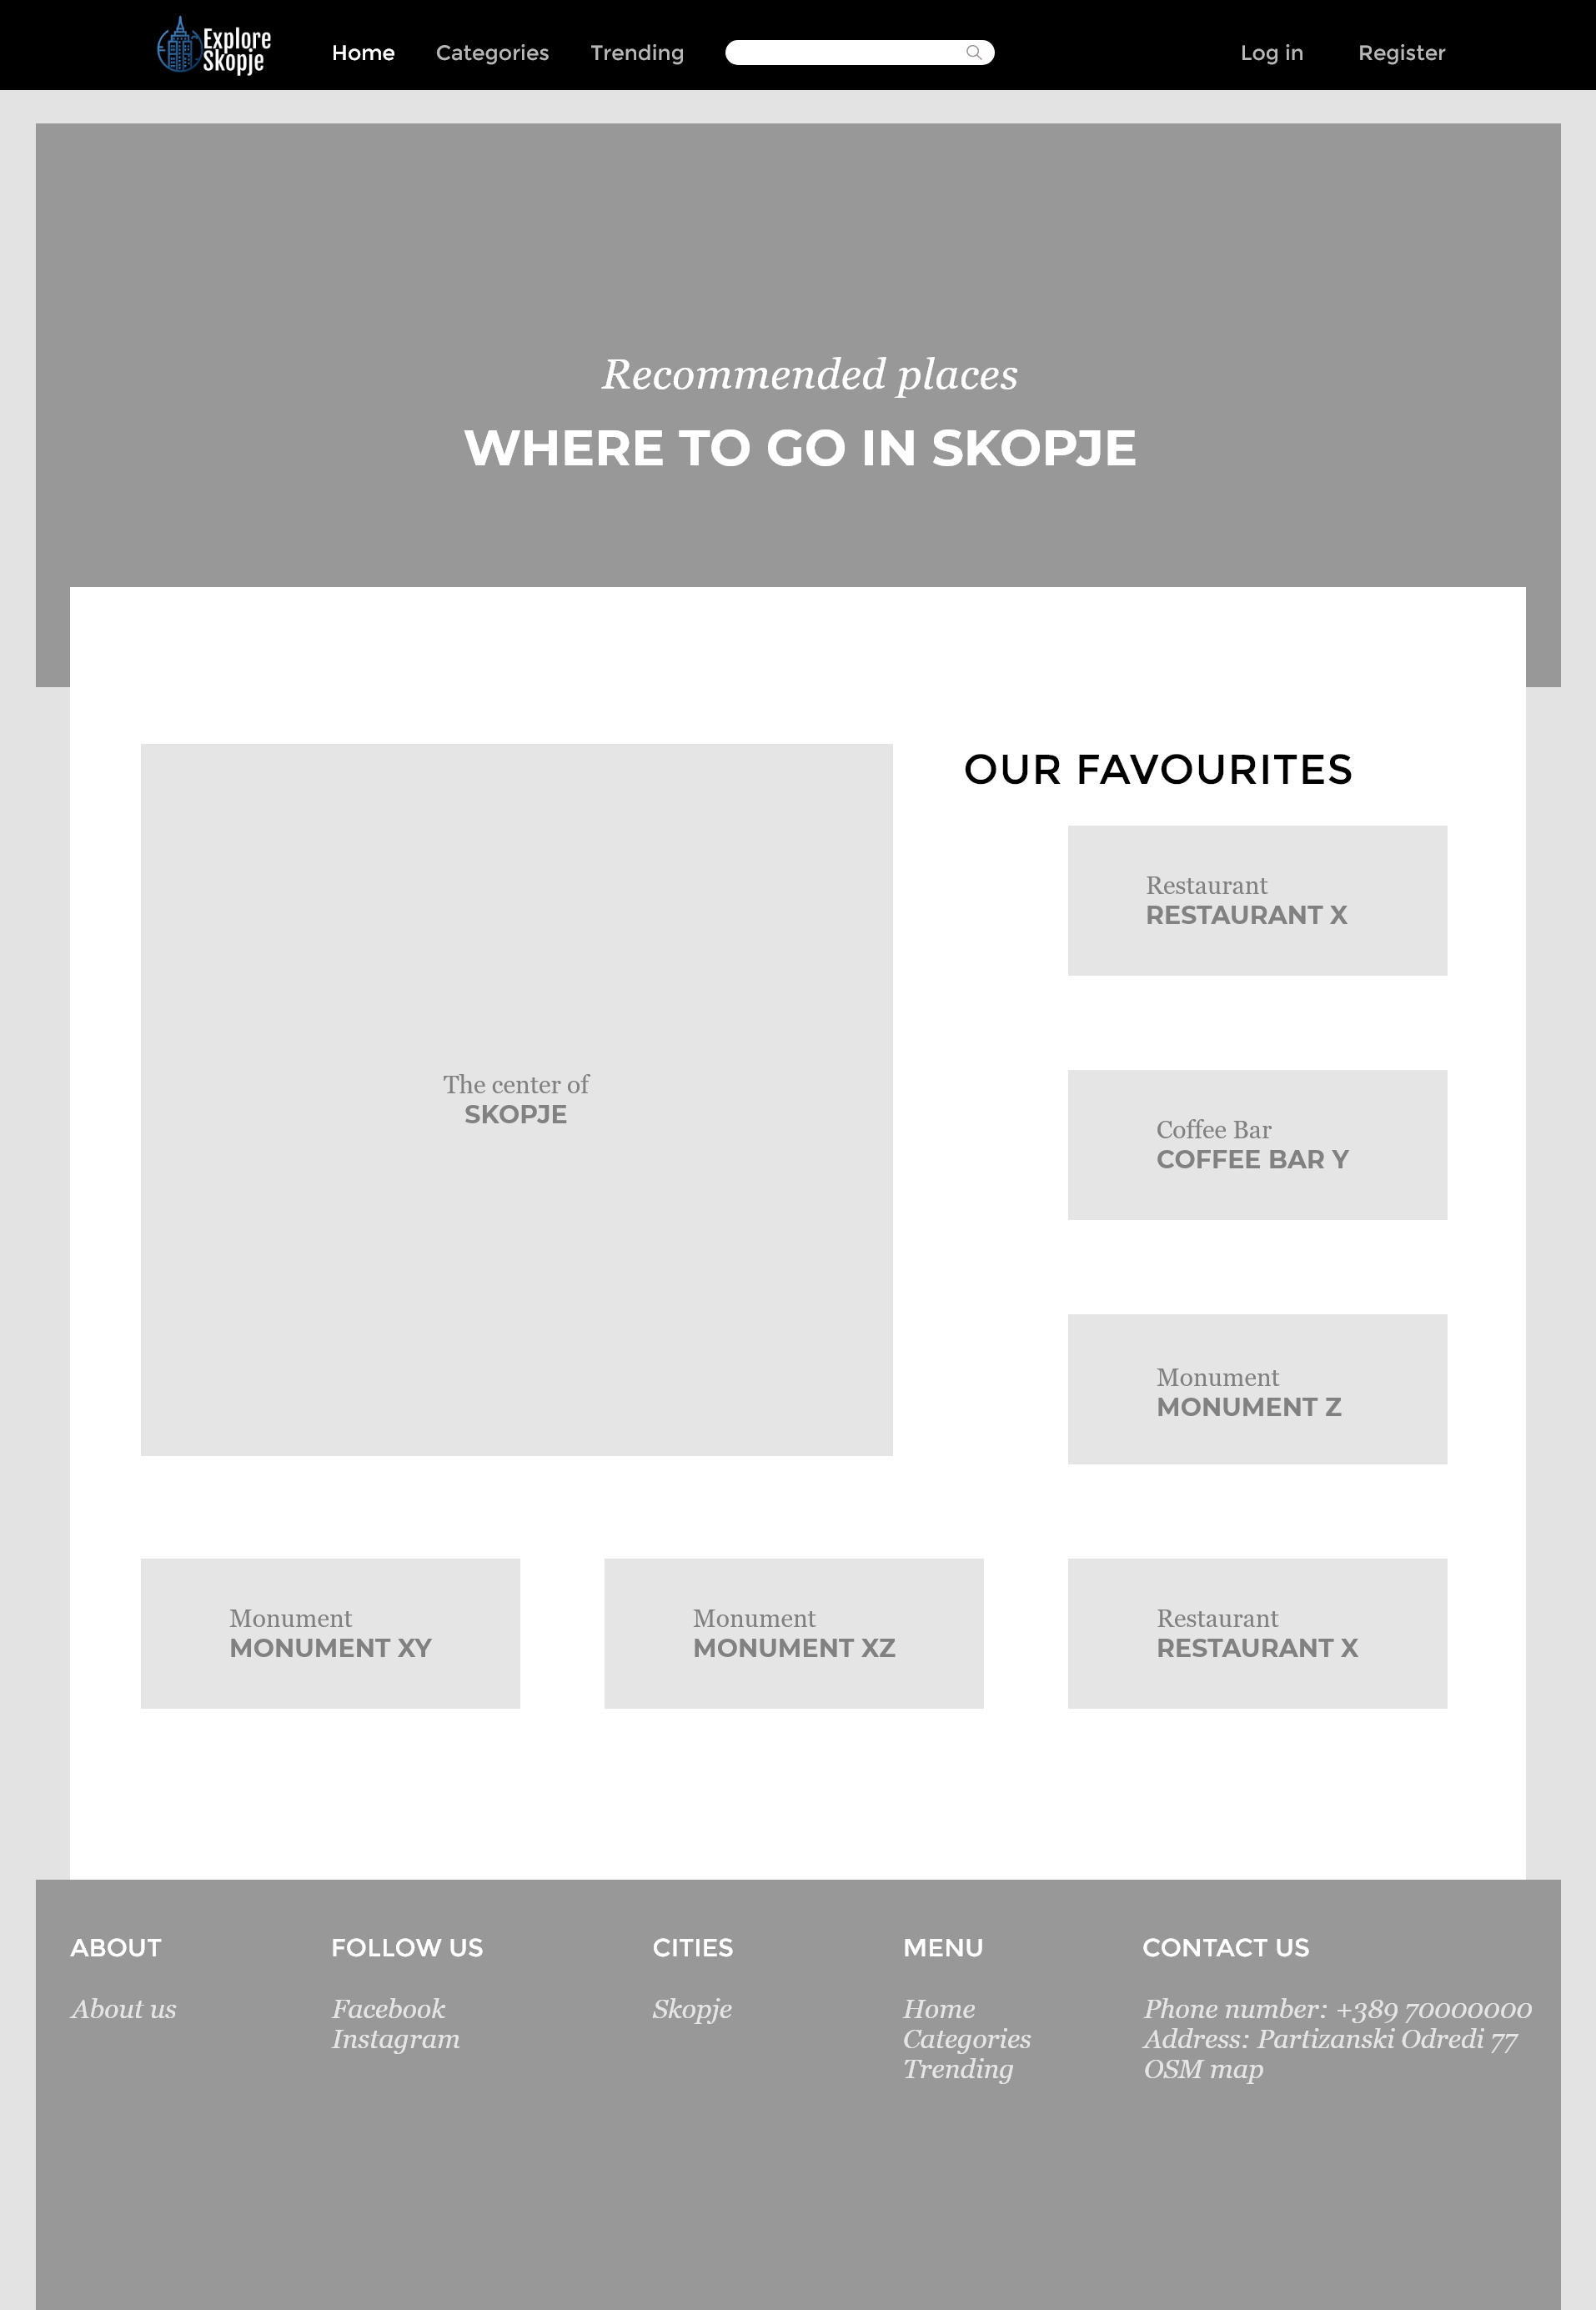 Explore
Skopje
Home
Categories
Trending
Log in
Register
Recommended places
WHERE TO GO IN SKOPJE
OUR FAVOURITES
The center of
SKOPJE
Restaurant
RESTAURANT X
Coffee Bar
COFFEE BAR Y
Monument
MONUMENT Z
Monument
MONUMENT XY
Monument
MONUMENT XZ
Restaurant
RESTAURANT X
ABOUT
About us
FOLLOW US
Facebook
Instagram
CITIES
Skopje
MENU
Home
Categories
Trending
CONTACT US
Phone number: +389 70000000
Address: Partizanski Odredi 77
OSM map